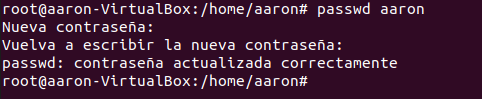 root@aaron-VirtualBox:/home/aaron# passwd aaron
Nueva contraseña:
Vuelva a escribir la nueva contraseña:
passwd: contraseña actualizada correctamente
root@aaron-VirtualBox:/home/aaron#